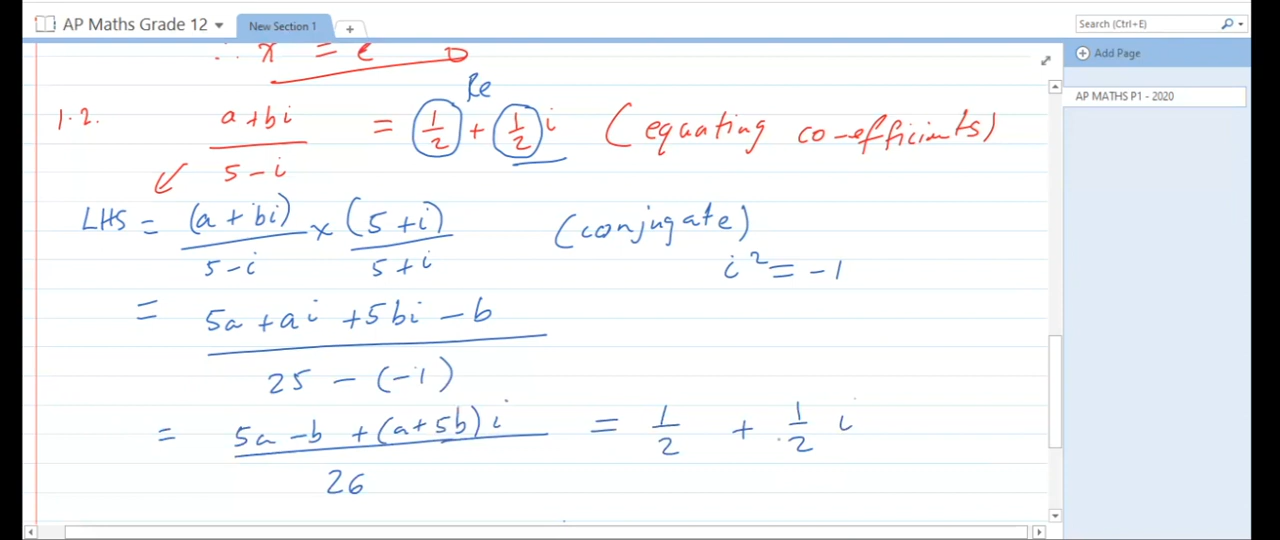 AP Maths Grade 12 New Section 1 Search (Ctrl+E)
Add Page
AP MATHS P1 - 2020
∴ x = e
Re
1.2. (a + bi)/(5 - i) = 1/2 + 1/2 i (equating co-efficients)
LHS = (a + bi)/(5 - i) × (5 + i)/(5 + i) (conjugate)
i² = -1
= (5a + ai + 5bi - b)/(25 - (-1))
= (5a - b + (a + 5b)i)/26 = 1/2 + 1/2 i